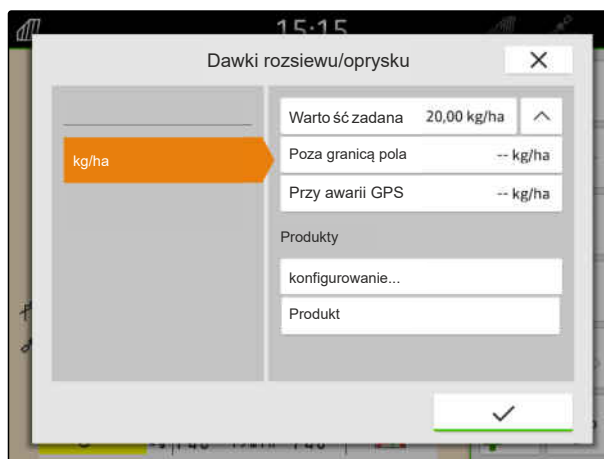 15:15
Dawki rozsiewu/oprysku
kg/ha
Wartość zadana 20,00 kg/ha
Poza granicą pola -- kg/ha
Przy awarii GPS -- kg/ha
Produkty
konfigurowanie...
Produkt